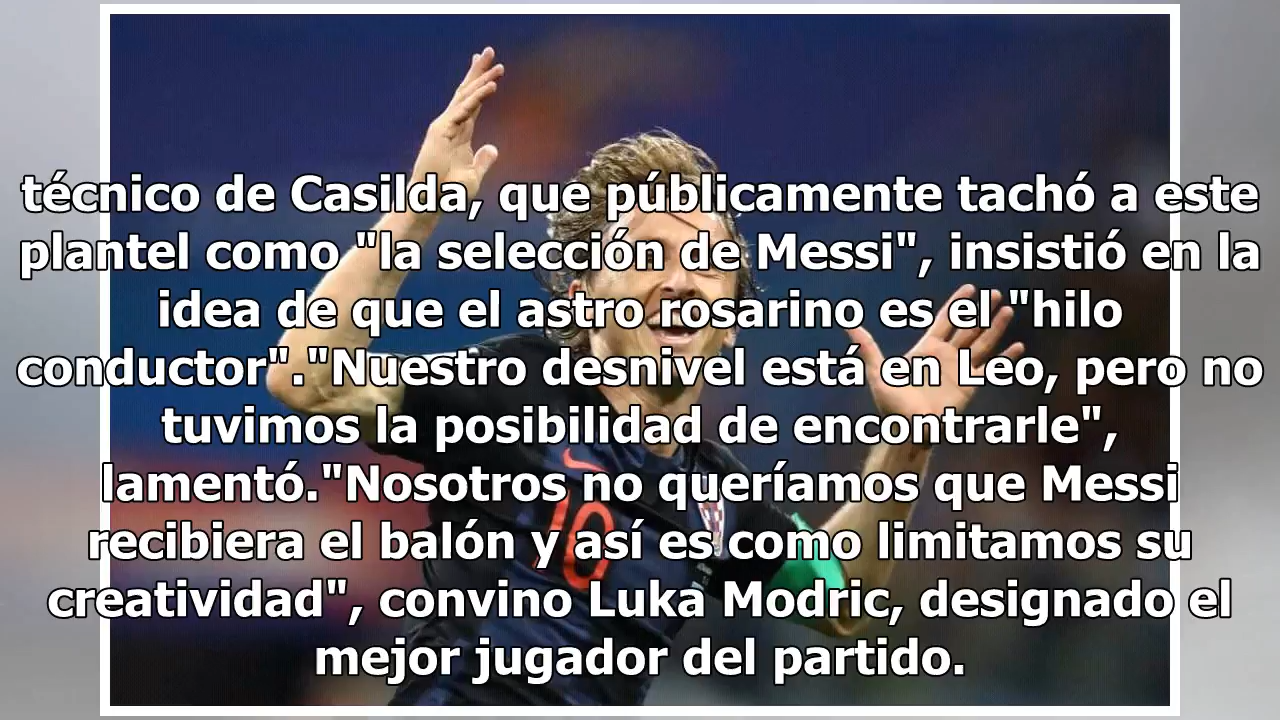 técnico de Casilda, que públicamente tachó a este
plantel como "la selección de Messi", insistió en la
idea de que el astro rosarino es el "hilo
conductor"."Nuestro desnivel está en Leo, pero no
tuvimos la posibilidad de encontrarle",
lamentó."Nosotros no queríamos que Messi
recibiera el balón y así es como limitamos su
creatividad", convino Luka Modric, designado el
mejor jugador del partido.
10